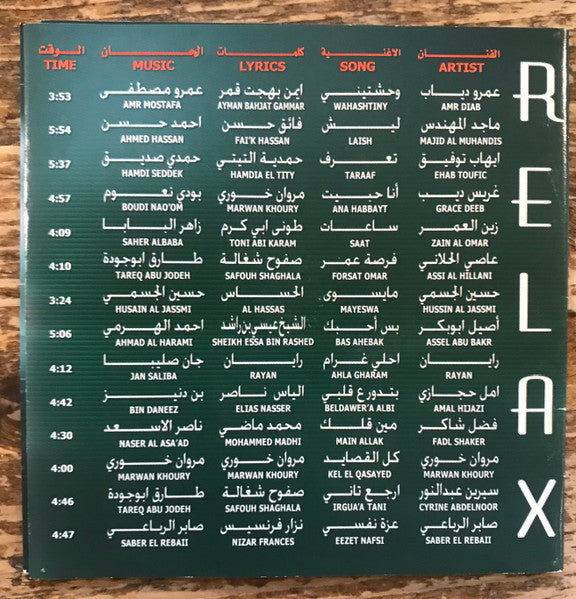 الفنان الاغنية كلمات الحان الوقت
TIME MUSIC LYRICS SONG ARTIST
عمرو دياب وحشتيني ايمن بهجت قمر عمرو مصطفى
3:53 AMR MOSTAFA AYMAN BAHJAT GAMMAR WAHASHTINY AMR DIAB
ماجد المهندس ليش فائق حسن احمد حسن
5:54 AHMED HASSAN FAI'K HASSAN LAISH MAJID AL MUHANDIS
ايهاب توفيق تعرف حمدية التيتي حمدي صديق
5:37 HAMDI SEDDEK HAMDIA EL TITY TARAAF EHAB TOUFIC
غريس ديب أنا حبيت مروان خوري بودي نعوم
4:57 BOUDI NAO'OM MARWAN KHOURY ANA HABBAYT GRACE DEEB
زين العمر ساعات طوني أبي كرم زاهر البابا
4:09 SAHER ALBABA TONI ABI KARAM SAAT ZAIN AL OMAR
عاصي الحلاني فرصة عمر صفوح شغالة طارق ابوجودة
4:10 TAREQ ABU JODEH SAFOUH SHAGHALA FORSAT OMAR ASSI AL HILLANI
حسين الجسمي مايسوى الحساس حسين الجسمي
3:24 HUSAIN AL JASSMI AL HASSAS MAYESWA HUSSIN AL JASSMI
أصيل ابوبكر بس أحبك الشيخ عيسى بن راشد احمد الهرمي
5:06 AHMAD AL HARAMI SHEIKH ESSA BIN RASHED BAS AHEBAK ASSEL ABU BAKR
رايان احلي غرام رايان جان صليبا
4:12 JAN SALIBA RAYAN AHLA GHARAM RAYAN
امل حجازي بتدورع قلبي الياس ناصر بن دنيز
4:42 BIN DANEEZ ELIAS NASSER BELDAWER'A ALBI AMAL HIJAZI
فضل شاكر مين قلك محمد ماضي ناصر الاسعد
4:30 NASER AL ASA'AD MOHAMMED MADHI MAIN ALLAK FADL SHAKER
مروان خوري كل القصايد مروان خوري مروان خوري
4:00 MARWAN KHOURY MARWAN KHOURY KEL EL QASAYED MARWAN KHOURY
سيرين عبدالنور ارجع تاني صفوح شغالة طارق ابوجودة
4:46 TAREQ ABU JODEH SAFOUH SHAGHALA IRGUA'A TANI CYRINE ABDELNOOR
صابر الرباعي عزة نفسي نزار فرنسيس صابر الرباعي
4:47 SABER EL REBAII NIZAR FRANCES EEZET NAFSI SABER EL REBAII
RELAX